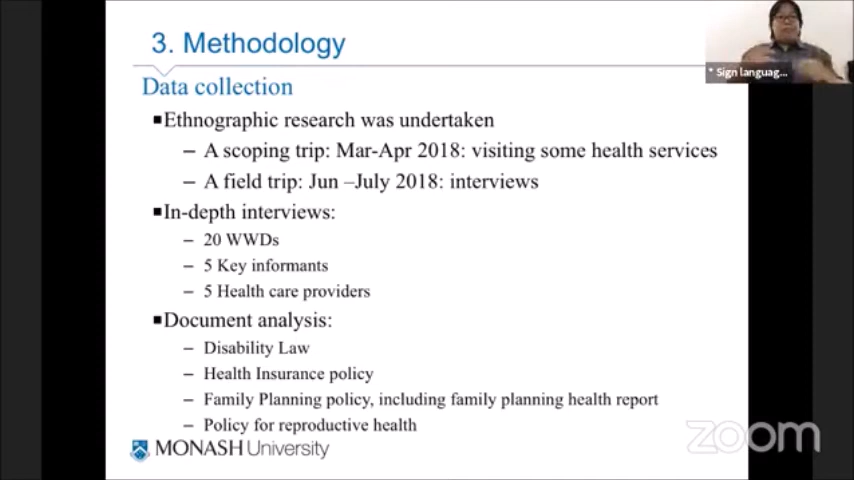 3. Methodology
* Sign languag...
Data collection
▪Ethnographic research was undertaken
– A scoping trip: Mar-Apr 2018: visiting some health services
– A field trip: Jun –July 2018: interviews
▪In-depth interviews:
– 20 WWDs
– 5 Key informants
– 5 Health care providers
▪Document analysis:
– Disability Law
– Health Insurance policy
– Family Planning policy, including family planning health report
– Policy for reproductive health
MONASH University
zoom